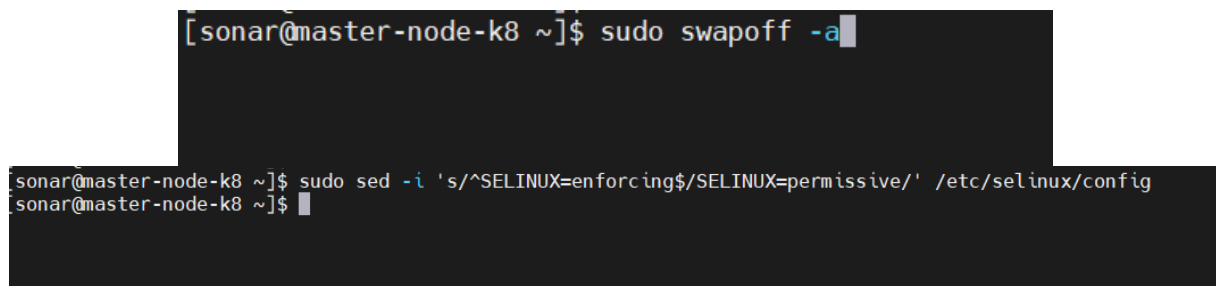 [sonar@master-node-k8 ~]$ sudo swapoff -a
[sonar@master-node-k8 ~]$ sudo sed -i 's/^SELINUX=enforcing$/SELINUX=permissive/' /etc/selinux/config
[sonar@master-node-k8 ~]$